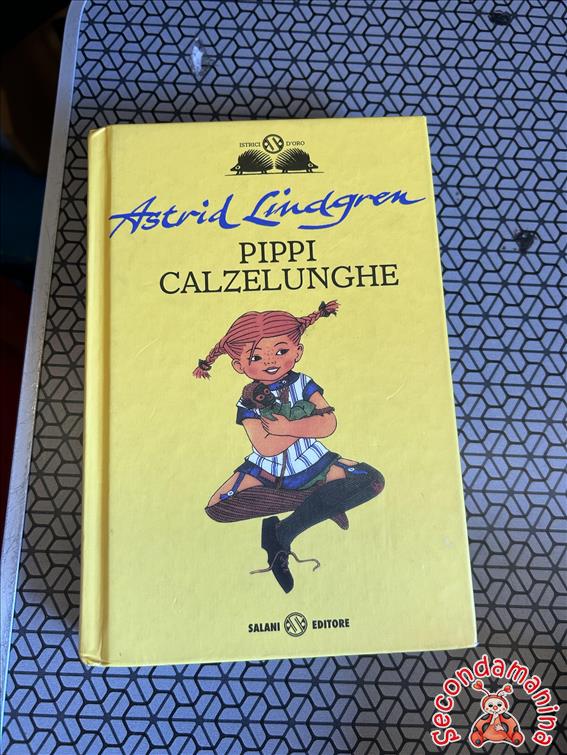 ISTRICI D'ORO
Astrid Lindgren
PIPPI
CALZELUNGHE
SALANI EDITORE
Secondamanina